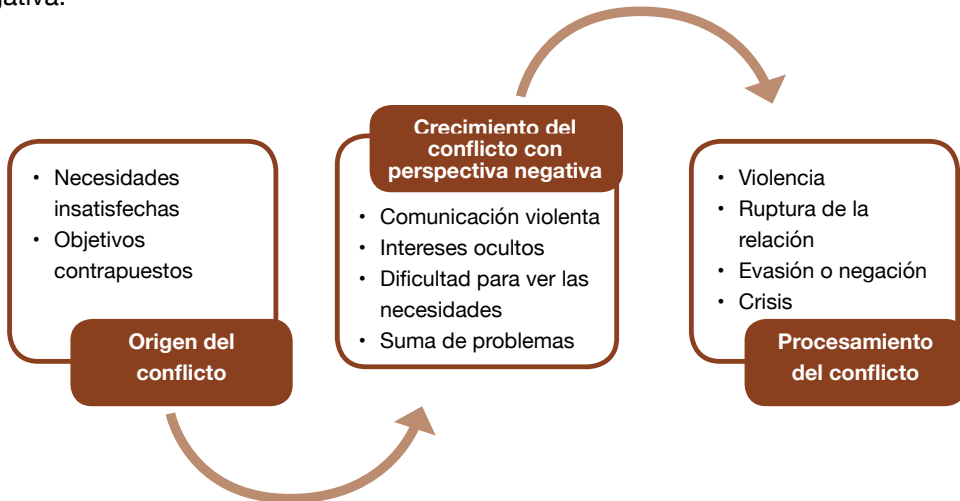 • Necesidades
insatisfechas
• Objetivos
contrapuestos
Origen del
conflicto
Crecimiento del
conflicto con
perspectiva negativa
• Comunicación violenta
• Intereses ocultos
• Dificultad para ver las
necesidades
• Suma de problemas
• Violencia
• Ruptura de la
relación
• Evasión o negación
• Crisis
Procesamiento
del conflicto